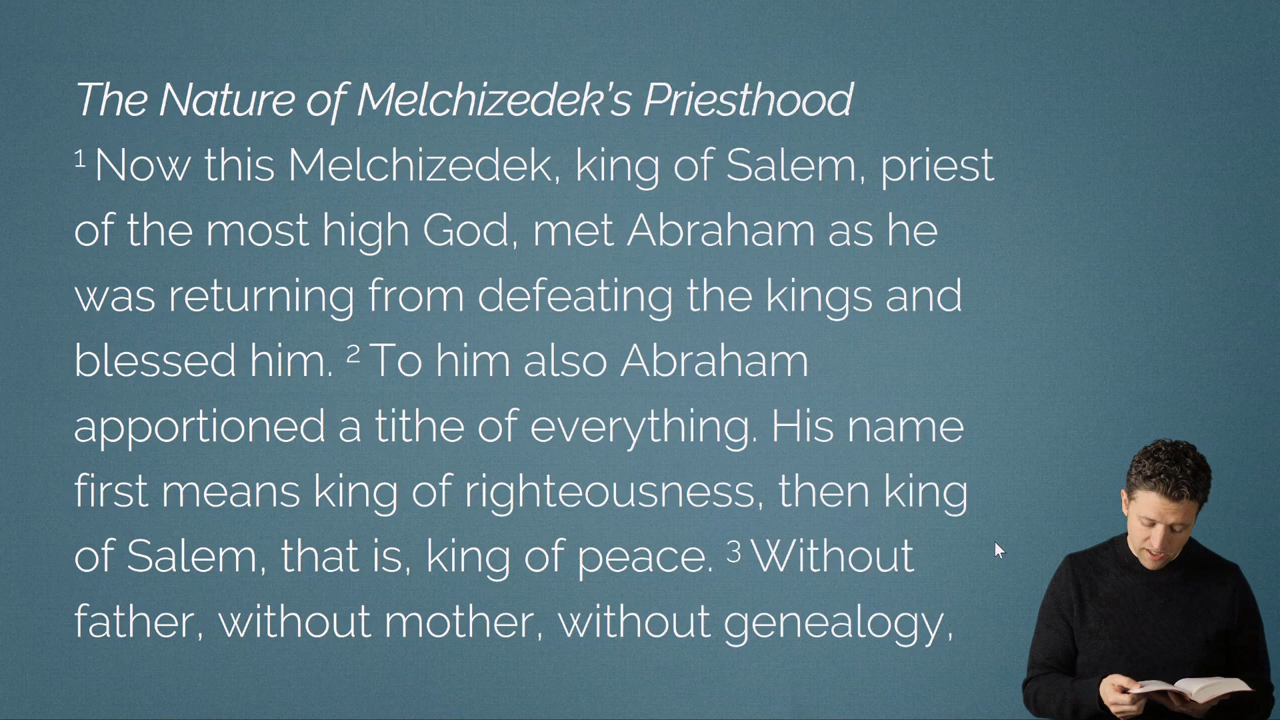 The Nature of Melchizedek's Priesthood
¹ Now this Melchizedek, king of Salem, priest
of the most high God, met Abraham as he
was returning from defeating the kings and
blessed him. ² To him also Abraham
apportioned a tithe of everything. His name
first means king of righteousness, then king
of Salem, that is, king of peace. ³ Without
father, without mother, without genealogy,